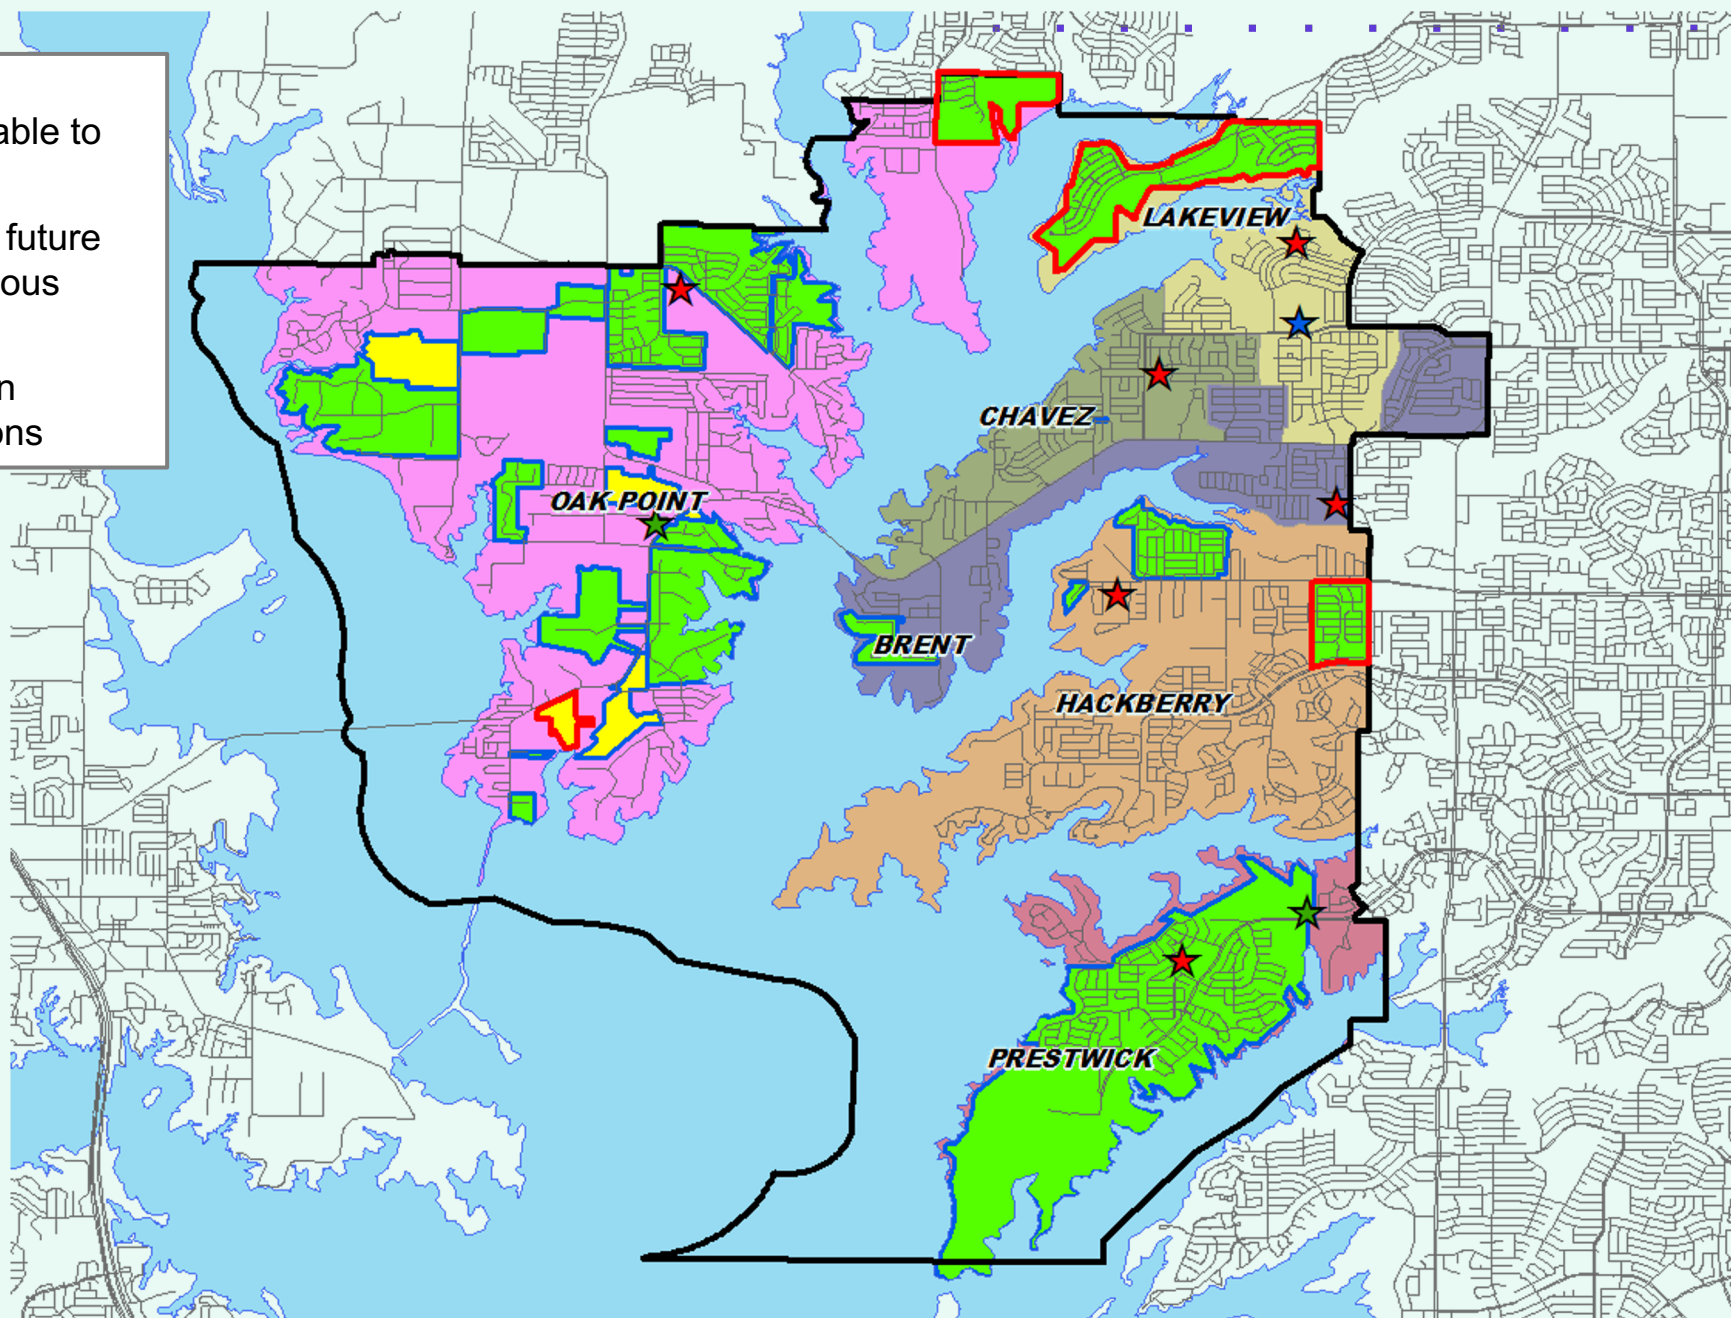 able to
future
ous
n
ons
LAKEVIEW
CHAVEZ
OAK POINT
BRENT
HACKBERRY
PRESTWICK